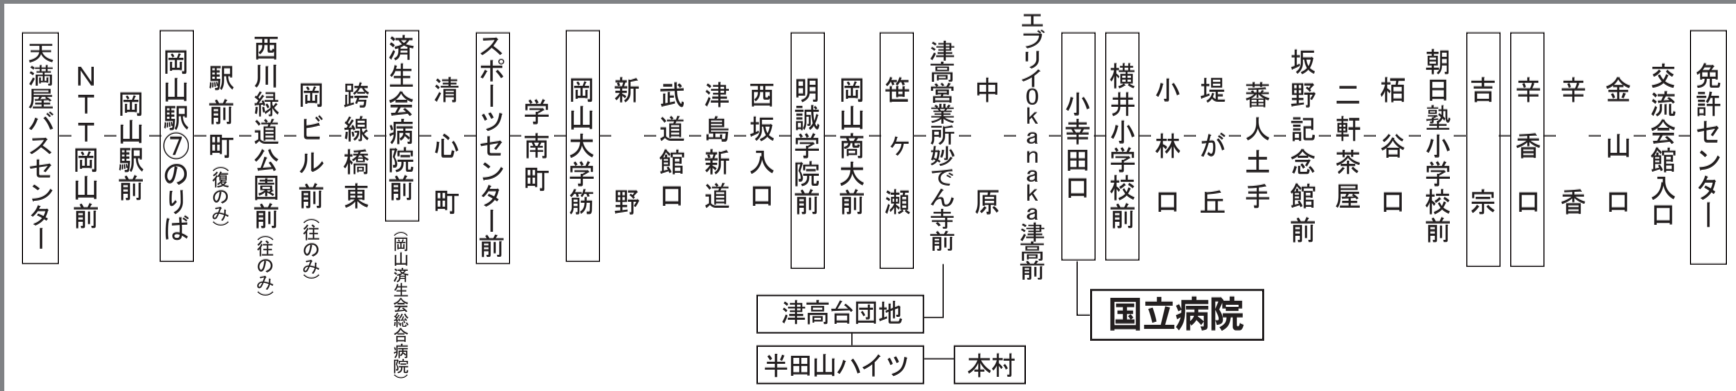 天満屋バスセンター
NTT岡山前
岡山駅前
岡山駅⑦のりば
駅前町(復のみ)
西川緑道公園前(往のみ)
岡ビル前(往のみ)
跨線橋東
済生会病院前(岡山済生会総合病院)
清心町
スポーツセンター前
学南町
岡山大学筋
新野
武道館口
津島新道
西坂入口
明誠学院前
岡山商大前
笹ヶ瀬
津高営業所妙でん寺前
中原
エブリイOkanaka津高前
小幸田口
横井小学校前
小林口
堤が丘
蕃人土手
坂野記念館前
二軒茶屋
栢谷口
朝日塾小学校前
吉宗
辛香口
辛香
金山口
交流会館入口
免許センター
津高台団地
半田山ハイツ
本村
国立病院